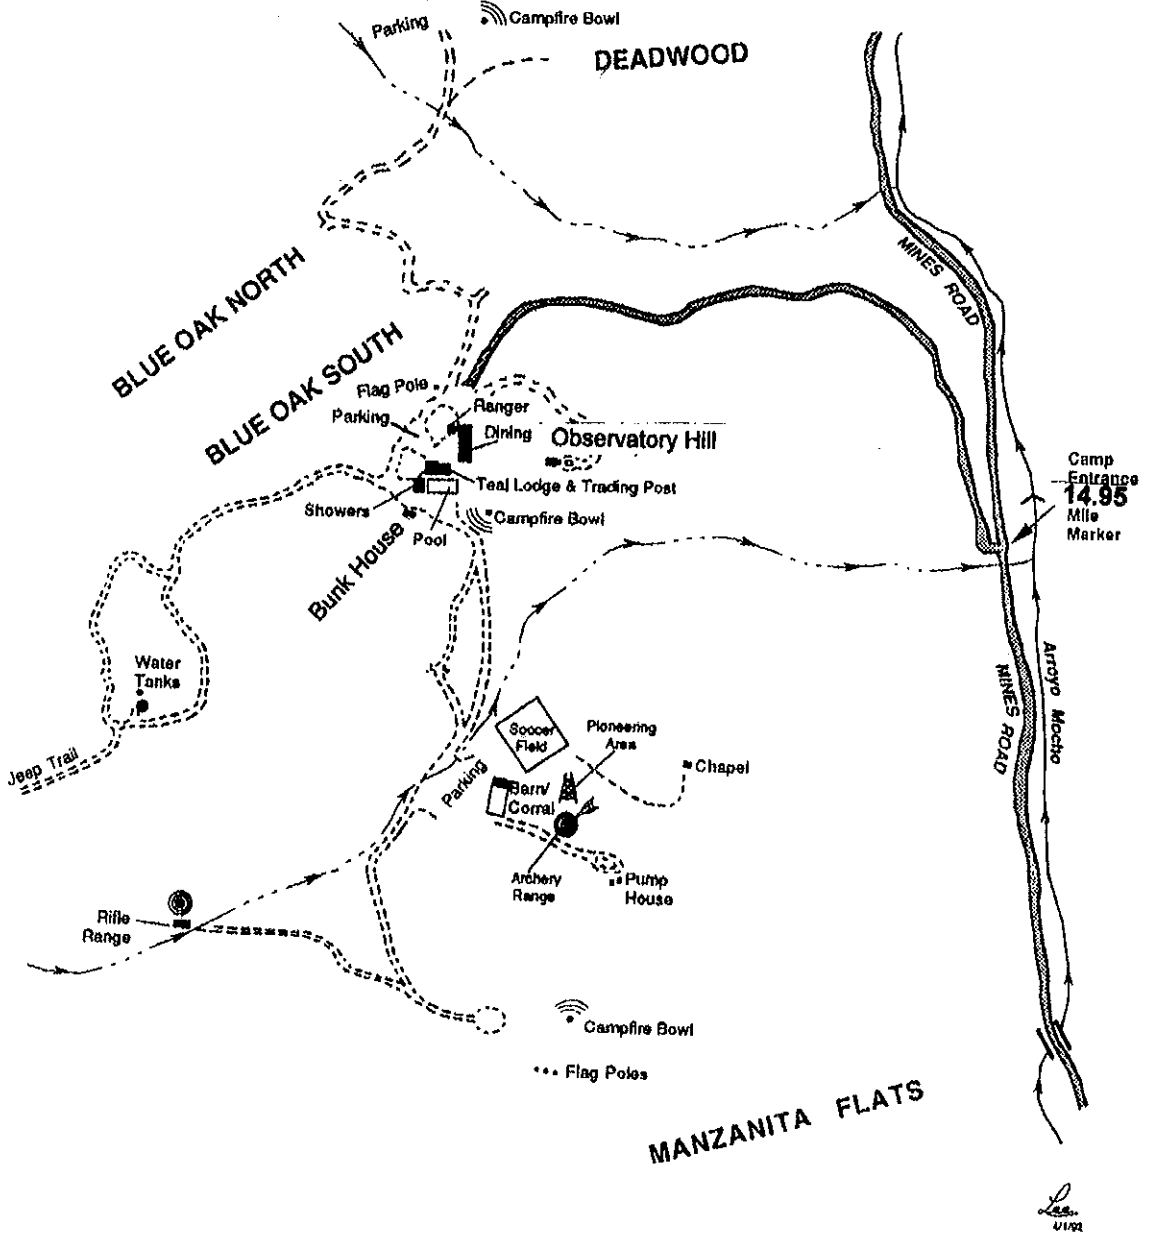 Parking
Campfire Bowl
DEADWOOD
MINES ROAD
BLUE OAK NORTH
BLUE OAK SOUTH
Flag Pole
Ranger
Parking
Dining
Observatory Hill
Teal Lodge & Trading Post
Showers
Campfire Bowl
Pool
Bunk House
Camp
Entrance
14.95
Mile
Marker
Water
Tanks
Jeep Trail
Soccer
Field
Pioneering
Area
Chapel
Parking
Barn/
Corral
Arroyo Mocho
MINES ROAD
Archery
Range
Pump
House
Rifle
Range
Campfire Bowl
Flag Poles
MANZANITA FLATS
4/1/92